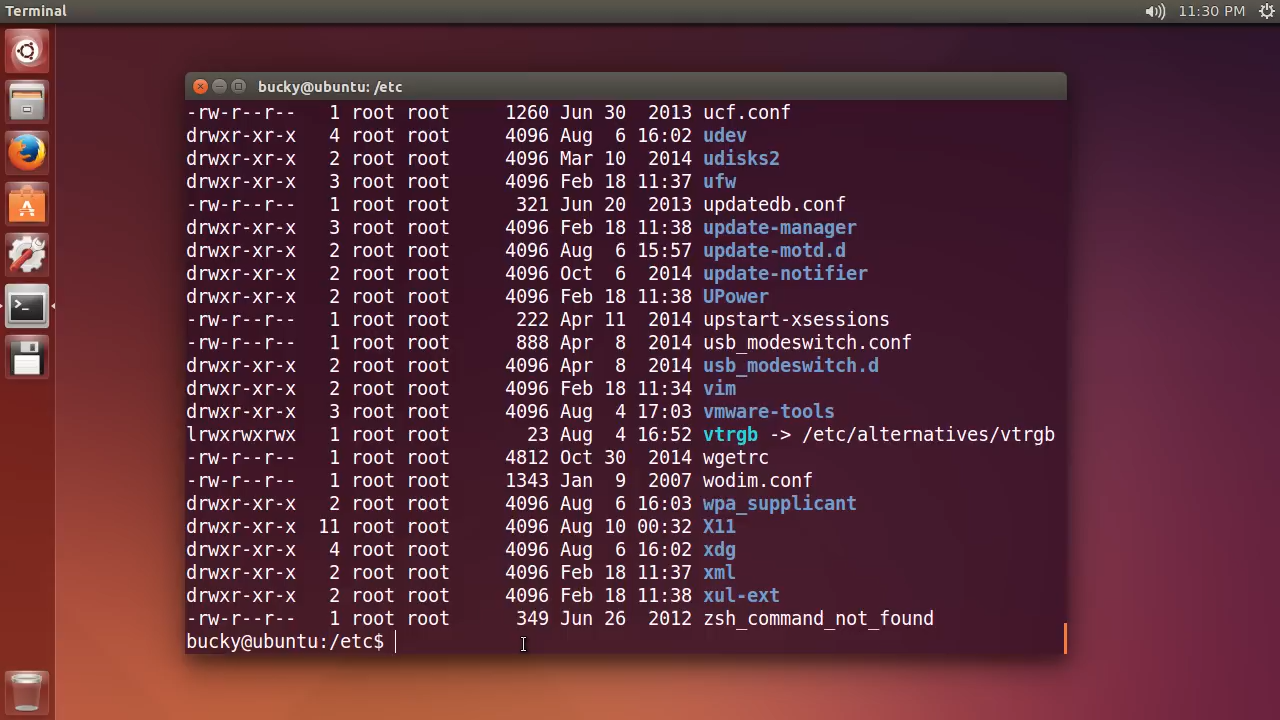 Terminal
11:30 PM
bucky@ubuntu: /etc
-rw-r--r-- 1 root root 1260 Jun 30 2013 ucf.conf
drwxr-xr-x 4 root root 4096 Aug 6 16:02 udev
drwxr-xr-x 2 root root 4096 Mar 10 2014 udisks2
drwxr-xr-x 3 root root 4096 Feb 18 11:37 ufw
-rw-r--r-- 1 root root 321 Jun 20 2013 updatedb.conf
drwxr-xr-x 3 root root 4096 Feb 18 11:38 update-manager
drwxr-xr-x 2 root root 4096 Aug 6 15:57 update-motd.d
drwxr-xr-x 2 root root 4096 Oct 6 2014 update-notifier
drwxr-xr-x 2 root root 4096 Feb 18 11:38 UPower
-rw-r--r-- 1 root root 222 Apr 11 2014 upstart-xsessions
-rw-r--r-- 1 root root 888 Apr 8 2014 usb_modeswitch.conf
drwxr-xr-x 2 root root 4096 Apr 8 2014 usb_modeswitch.d
drwxr-xr-x 2 root root 4096 Feb 18 11:34 vim
drwxr-xr-x 3 root root 4096 Aug 4 17:03 vmware-tools
lrwxrwxrwx 1 root root 23 Aug 4 16:52 vtrgb -> /etc/alternatives/vtrgb
-rw-r--r-- 1 root root 4812 Oct 30 2014 wgetrc
-rw-r--r-- 1 root root 1343 Jan 9 2007 wodim.conf
drwxr-xr-x 2 root root 4096 Aug 6 16:03 wpa_supplicant
drwxr-xr-x 11 root root 4096 Aug 10 00:32 X11
drwxr-xr-x 4 root root 4096 Aug 6 16:02 xdg
drwxr-xr-x 2 root root 4096 Feb 18 11:37 xml
drwxr-xr-x 2 root root 4096 Feb 18 11:38 xul-ext
-rw-r--r-- 1 root root 349 Jun 26 2012 zsh_command_not_found
bucky@ubuntu:/etc$